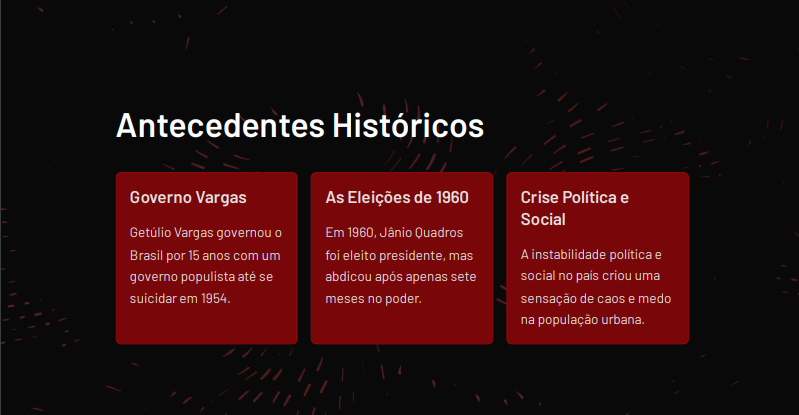 Antecedentes Históricos
Governo Vargas
Getúlio Vargas governou o
Brasil por 15 anos com um
governo populista até se
suicidar em 1954.
As Eleições de 1960
Em 1960, Jânio Quadros
foi eleito presidente, mas
abdicou após apenas sete
meses no poder.
Crise Política e
Social
A instabilidade política e
social no país criou uma
sensação de caos e medo
na população urbana.